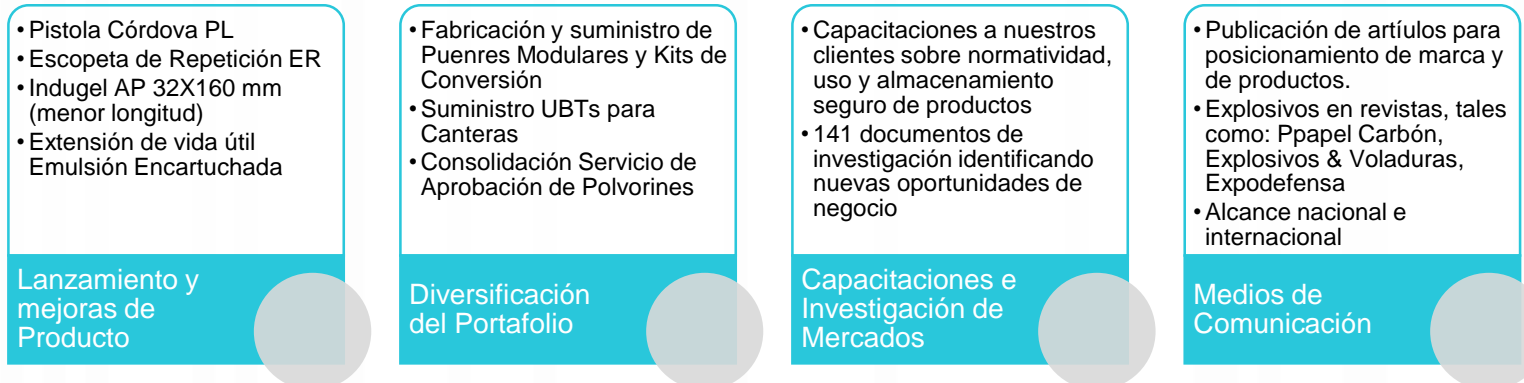 • Pistola Córdova PL
• Escopeta de Repetición ER
• Indugel AP 32X160 mm
(menor longitud)
• Extensión de vida útil
Emulsión Encartuchada
Lanzamiento y
mejoras de
Producto
• Fabricación y suministro de
Puenres Modulares y Kits de
Conversión
• Suministro UBTs para
Canteras
• Consolidación Servicio de
Aprobación de Polvorines
Diversificación
del Portafolio
• Capacitaciones a nuestros
clientes sobre normatividad,
uso y almacenamiento
seguro de productos
• 141 documentos de
investigación identificando
nuevas oportunidades de
negocio
Capacitaciones e
Investigación de
Mercados
• Publicación de artíulos para
posicionamiento de marca y
de productos.
• Explosivos en revistas, tales
como: Ppapel Carbón,
Explosivos & Voladuras,
Expodefensa
• Alcance nacional e
internacional
Medios de
Comunicación